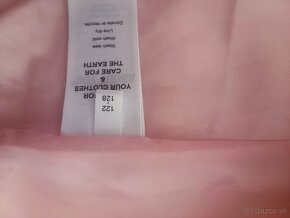 122
128
FOR
YOUR CLOTHES
&
CARE FOR
THE EARTH
Wash less
Wash cold
Line dry
Donate or recycle
© Bazos.sk